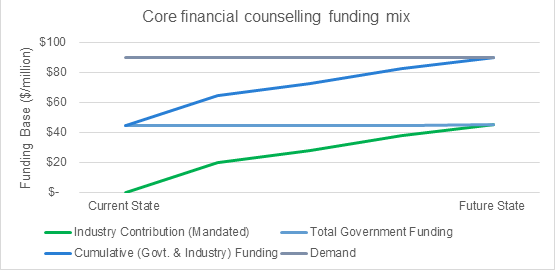 Core financial counselling funding mix
Funding Base ($/million)
$100
$80
$60
$40
$20
$-
Current State
Future State
Industry Contribution (Mandated)
Total Government Funding
Cumulative (Govt. & Industry) Funding
Demand